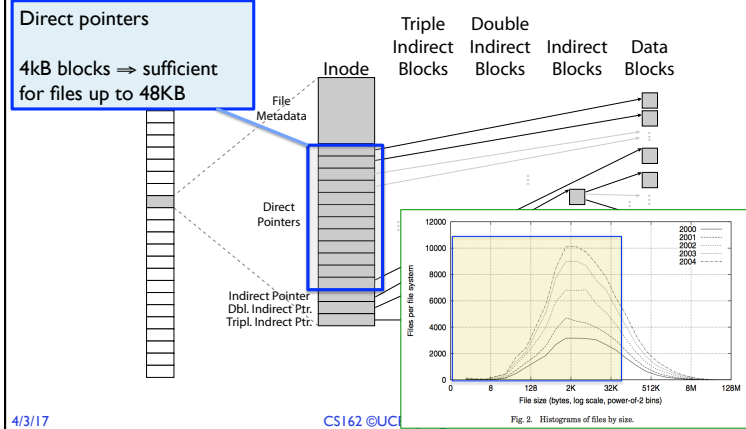 Direct pointers
4kB blocks ⇒ sufficient
for files up to 48KB
Triple
Indirect
Blocks
Double
Indirect
Blocks
Indirect
Blocks
Data
Blocks
Inode
File
Metadata
Direct
Pointers
Indirect Pointer
Dbl. Indirect Ptr.
Tripl. Indirect Ptr.
Files per file system
12000
10000
8000
6000
4000
2000
0
2000
2001
2002
2003
2004
0 8 128 2K 32K 512K 8M 128M
File size (bytes, log scale, power-of-2 bins)
Fig. 2. Histograms of files by size.
4/3/17
CS162 ©UCB